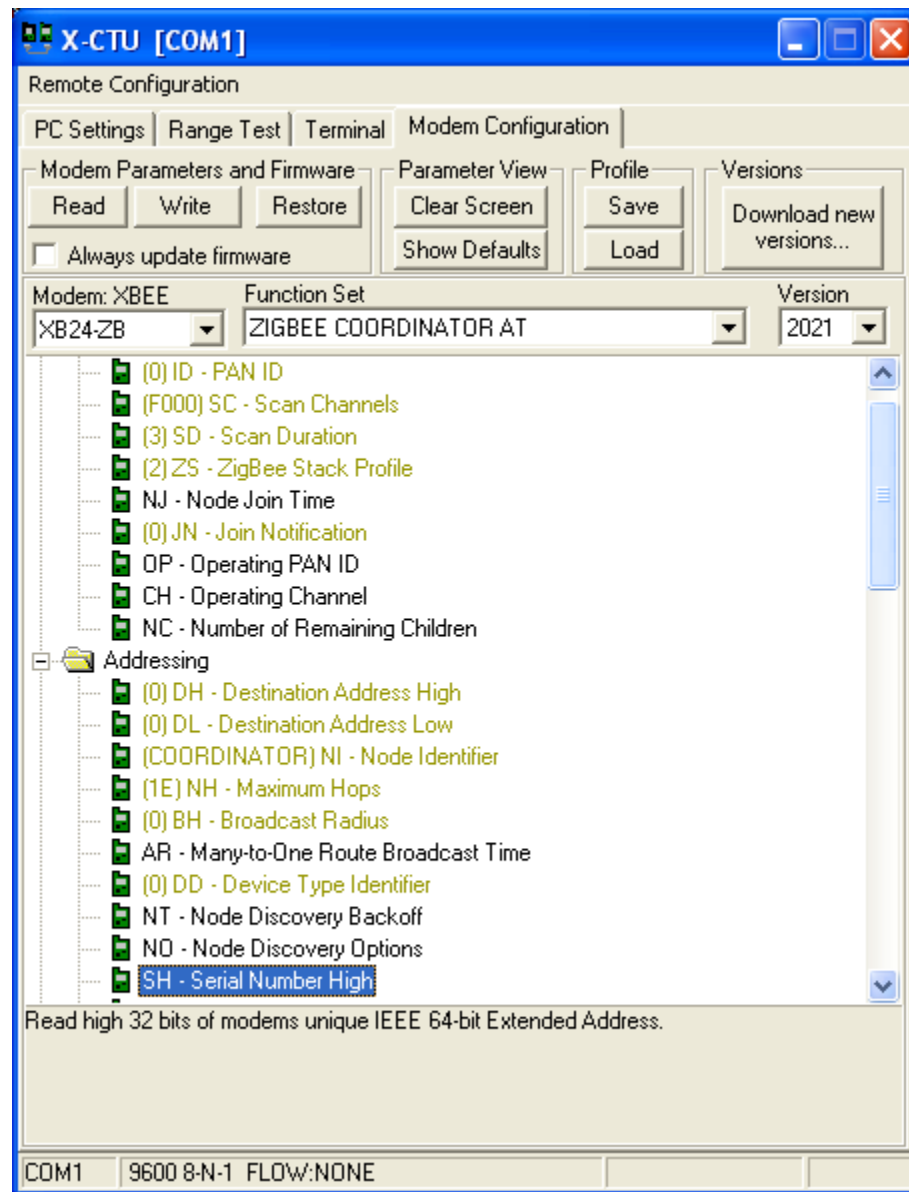 X-CTU [COM1]
Remote Configuration
PC Settings Range Test Terminal Modem Configuration
Modem Parameters and Firmware Parameter View Profile Versions
Read Write Restore Clear Screen Save Download new versions...
Always update firmware Show Defaults Load
Modem: XBEE Function Set Version
XB24-ZB ZIGBEE COORDINATOR AT 2021
(0) ID - PAN ID
(F000) SC - Scan Channels
(3) SD - Scan Duration
(2) ZS - ZigBee Stack Profile
NJ - Node Join Time
(0) JN - Join Notification
OP - Operating PAN ID
CH - Operating Channel
NC - Number of Remaining Children
Addressing
(0) DH - Destination Address High
(0) DL - Destination Address Low
(COORDINATOR) NI - Node Identifier
(1E) NH - Maximum Hops
(0) BH - Broadcast Radius
AR - Many-to-One Route Broadcast Time
(0) DD - Device Type Identifier
NT - Node Discovery Backoff
NO - Node Discovery Options
SH - Serial Number High
Read high 32 bits of modems unique IEEE 64-bit Extended Address.
COM1 9600 8-N-1 FLOW:NONE